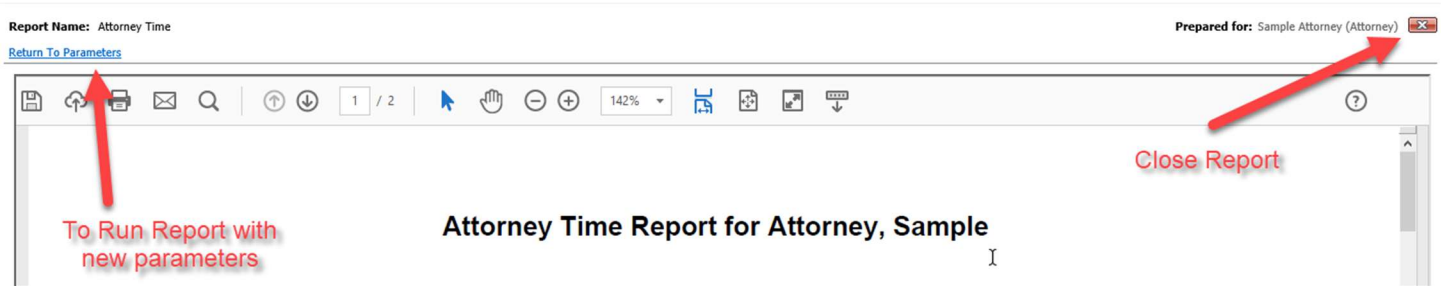 Report Name: Attorney Time
Prepared for: Sample Attorney (Attorney)
Return To Parameters
1 / 2
142%
?
Close Report
To Run Report with
new parameters
Attorney Time Report for Attorney, Sample